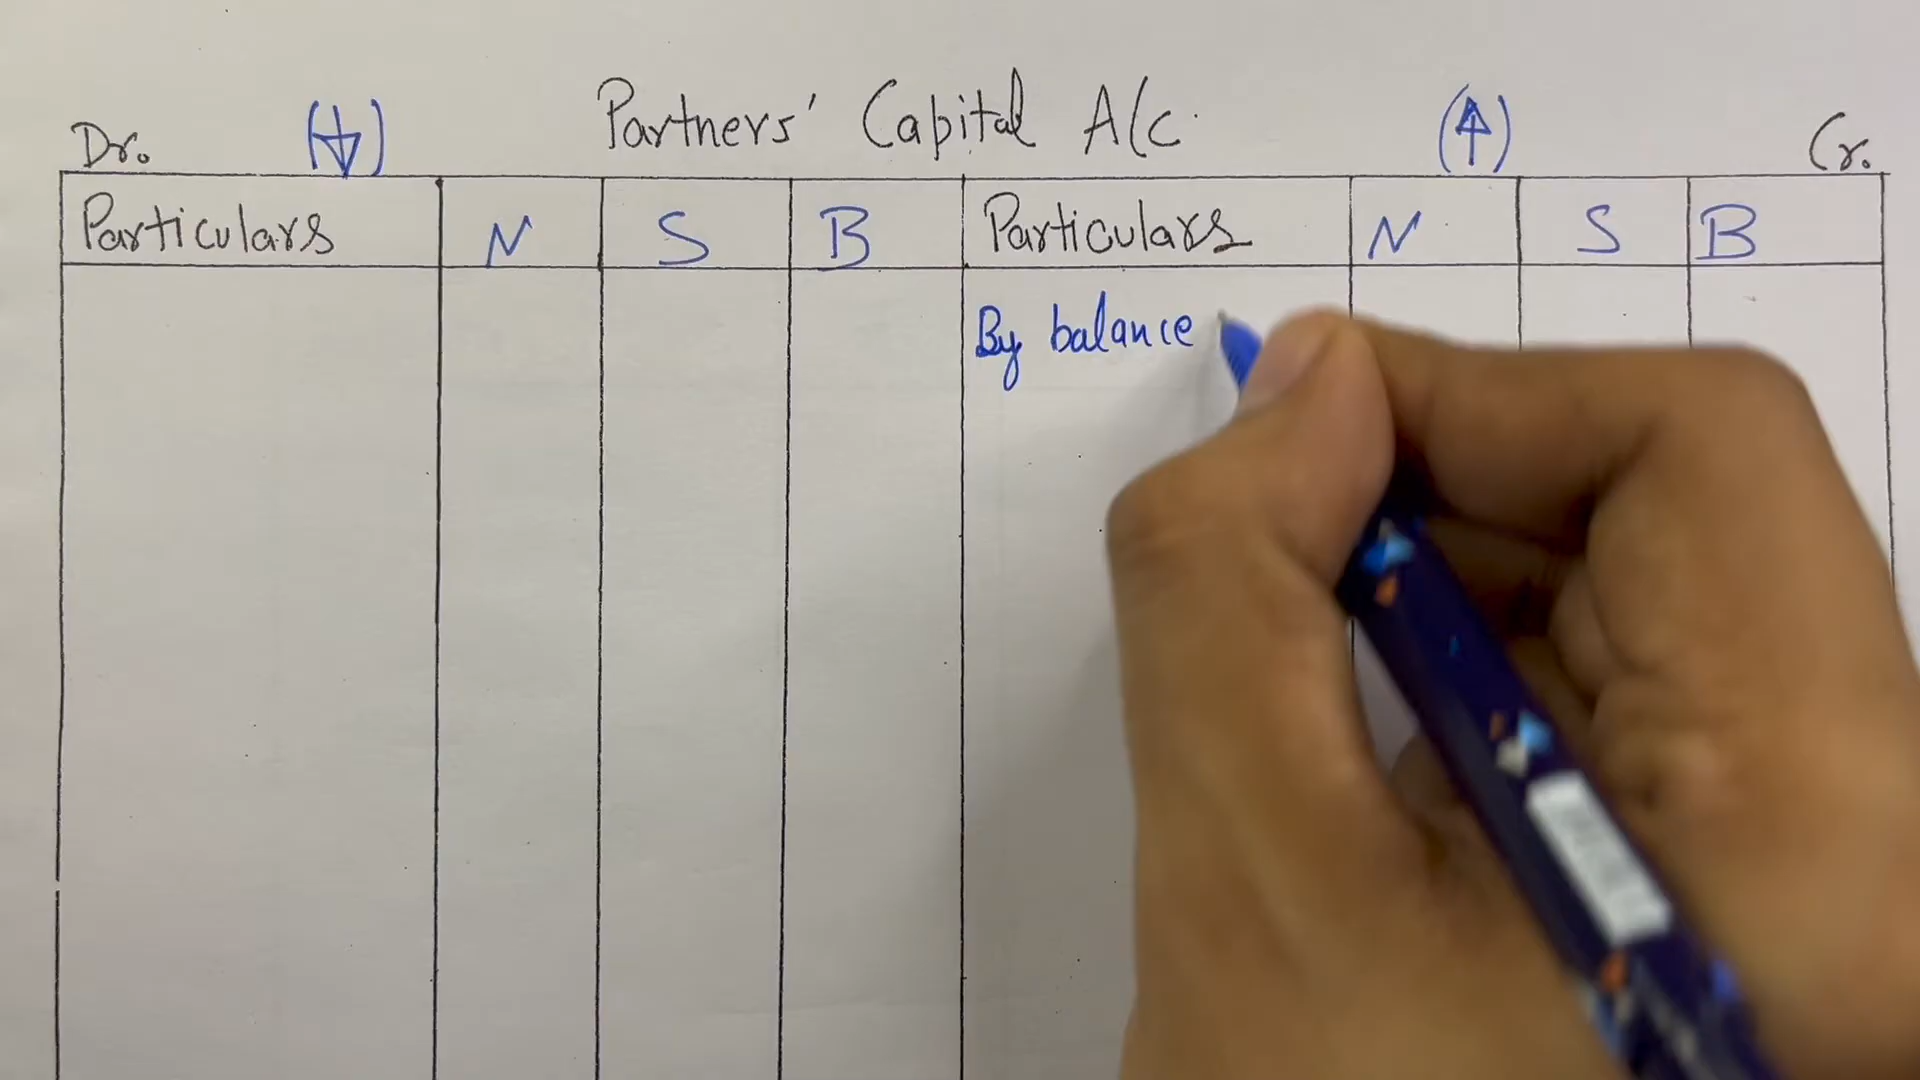 Partners' Capital A/c.
Dr. (↓) (↑) Cr.
Particulars N S B Particulars N S B
By balance